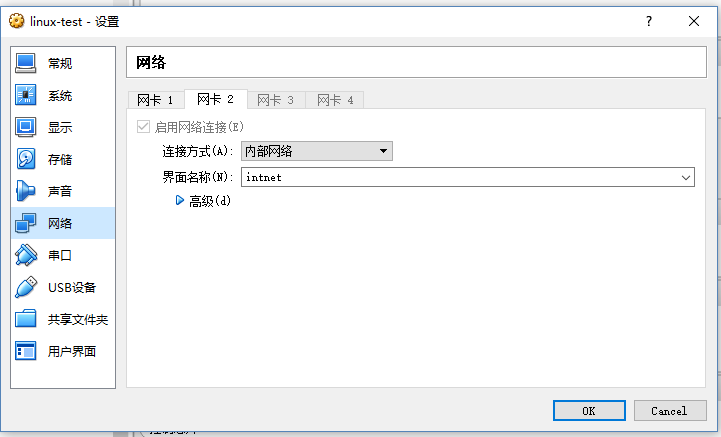 linux-test - 设置
?
常规
系统
显示
存储
声音
网络
串口
USB设备
共享文件夹
用户界面
网络
网卡 1 网卡 2 网卡 3 网卡 4
启用网络连接(E)
连接方式(A): 内部网络
界面名称(N): intnet
高级(d)
OK Cancel